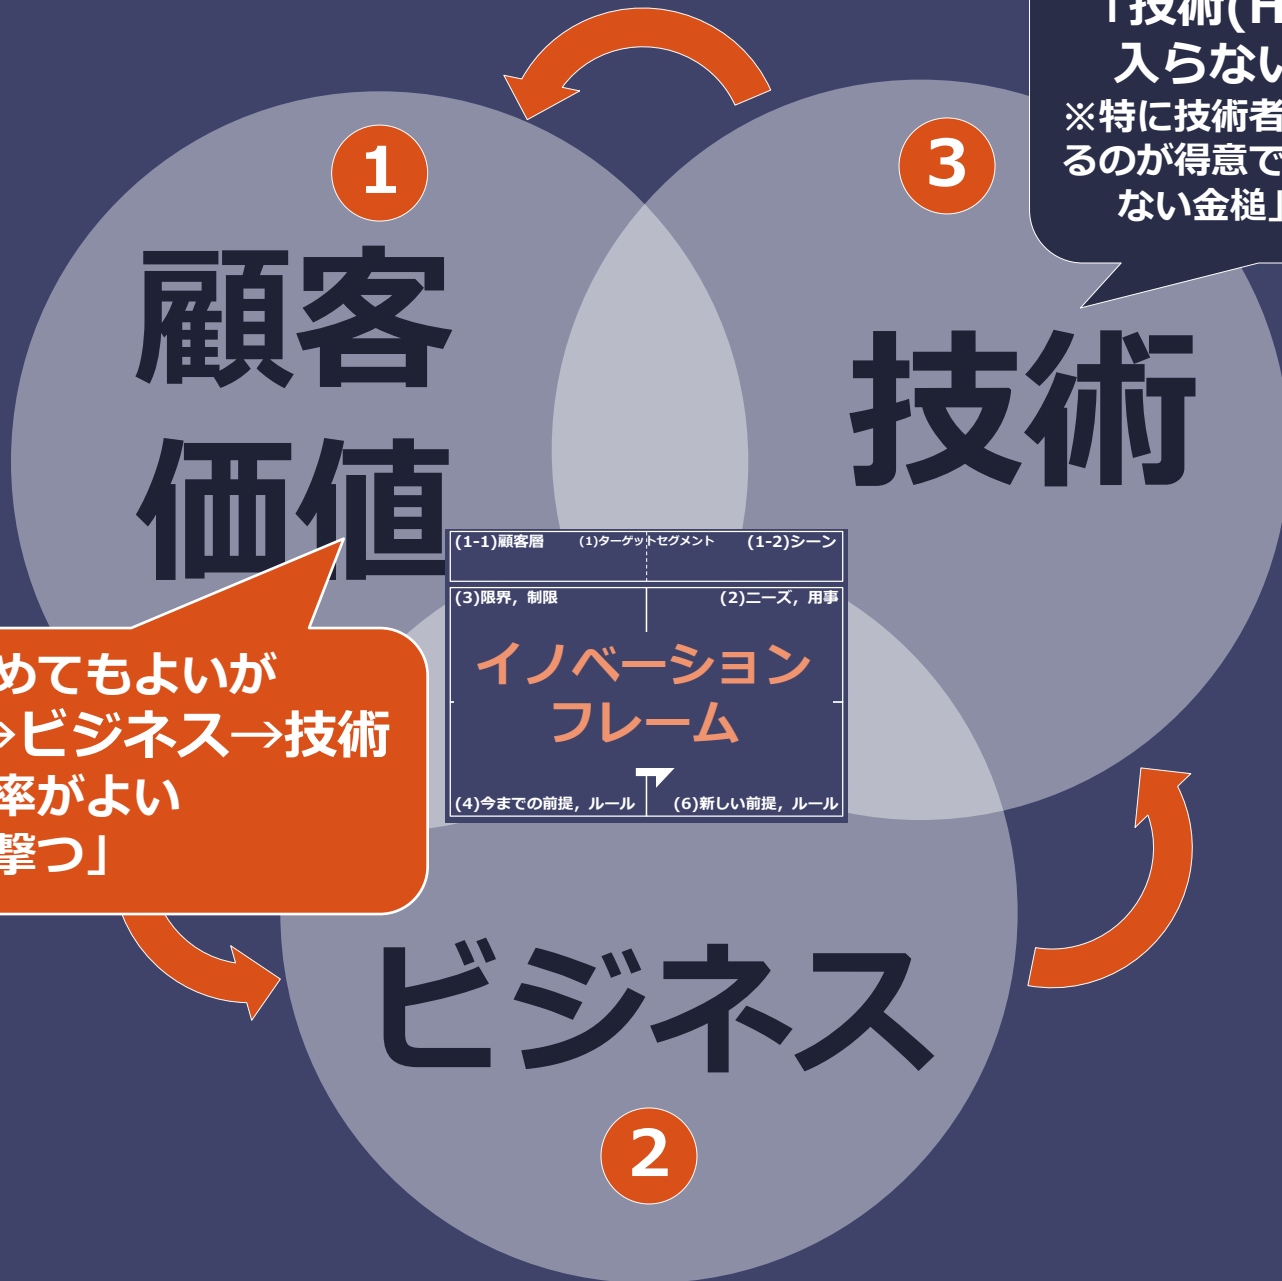 1
顧客
価値
3
技術
「技術(H
入らない
※特に技術者
るのが得意で
ない金槌」
(1-1)顧客層
(1)ターゲットセグメント
(1-2)シーン
(3)限界，制限
(2)ニーズ，用事
イノベーション
フレーム
(4)今までの前提，ルール
(6)新しい前提，ルール
めてもよいが
→ビジネス→技術
率がよい
撃つ」
ビジネス
2